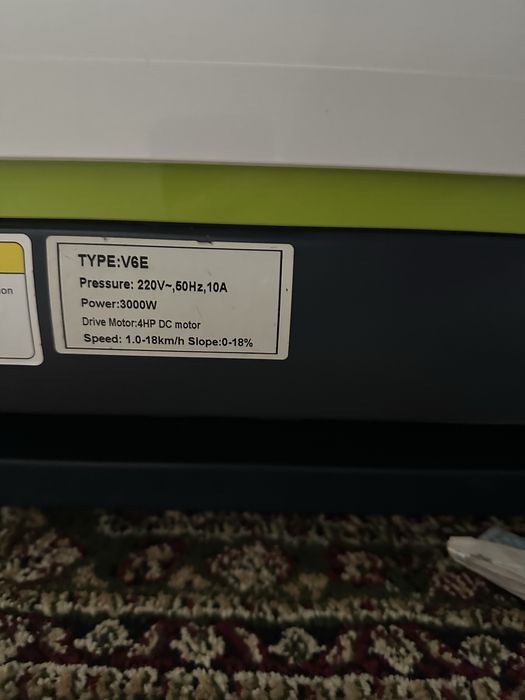 TYPE:V6E
Pressure: 220V~,50Hz,10A
Power:3000W
Drive Motor:4HP DC motor
Speed: 1.0-18km/h Slope:0-18%